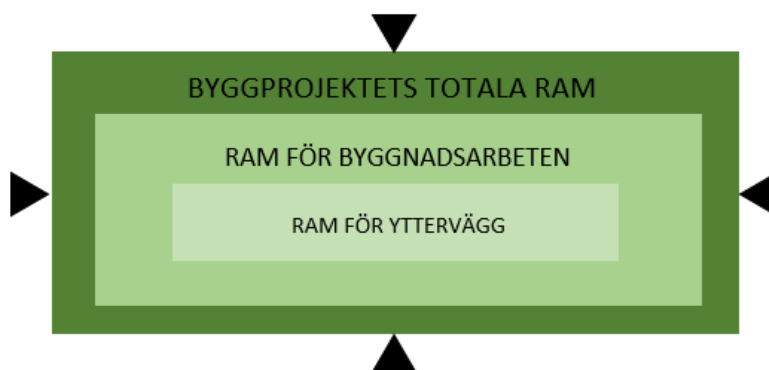 BYGGPROJEKTETS TOTALA RAM
RAM FÖR BYGGNADSARBETEN
RAM FÖR YTTERVÄGG